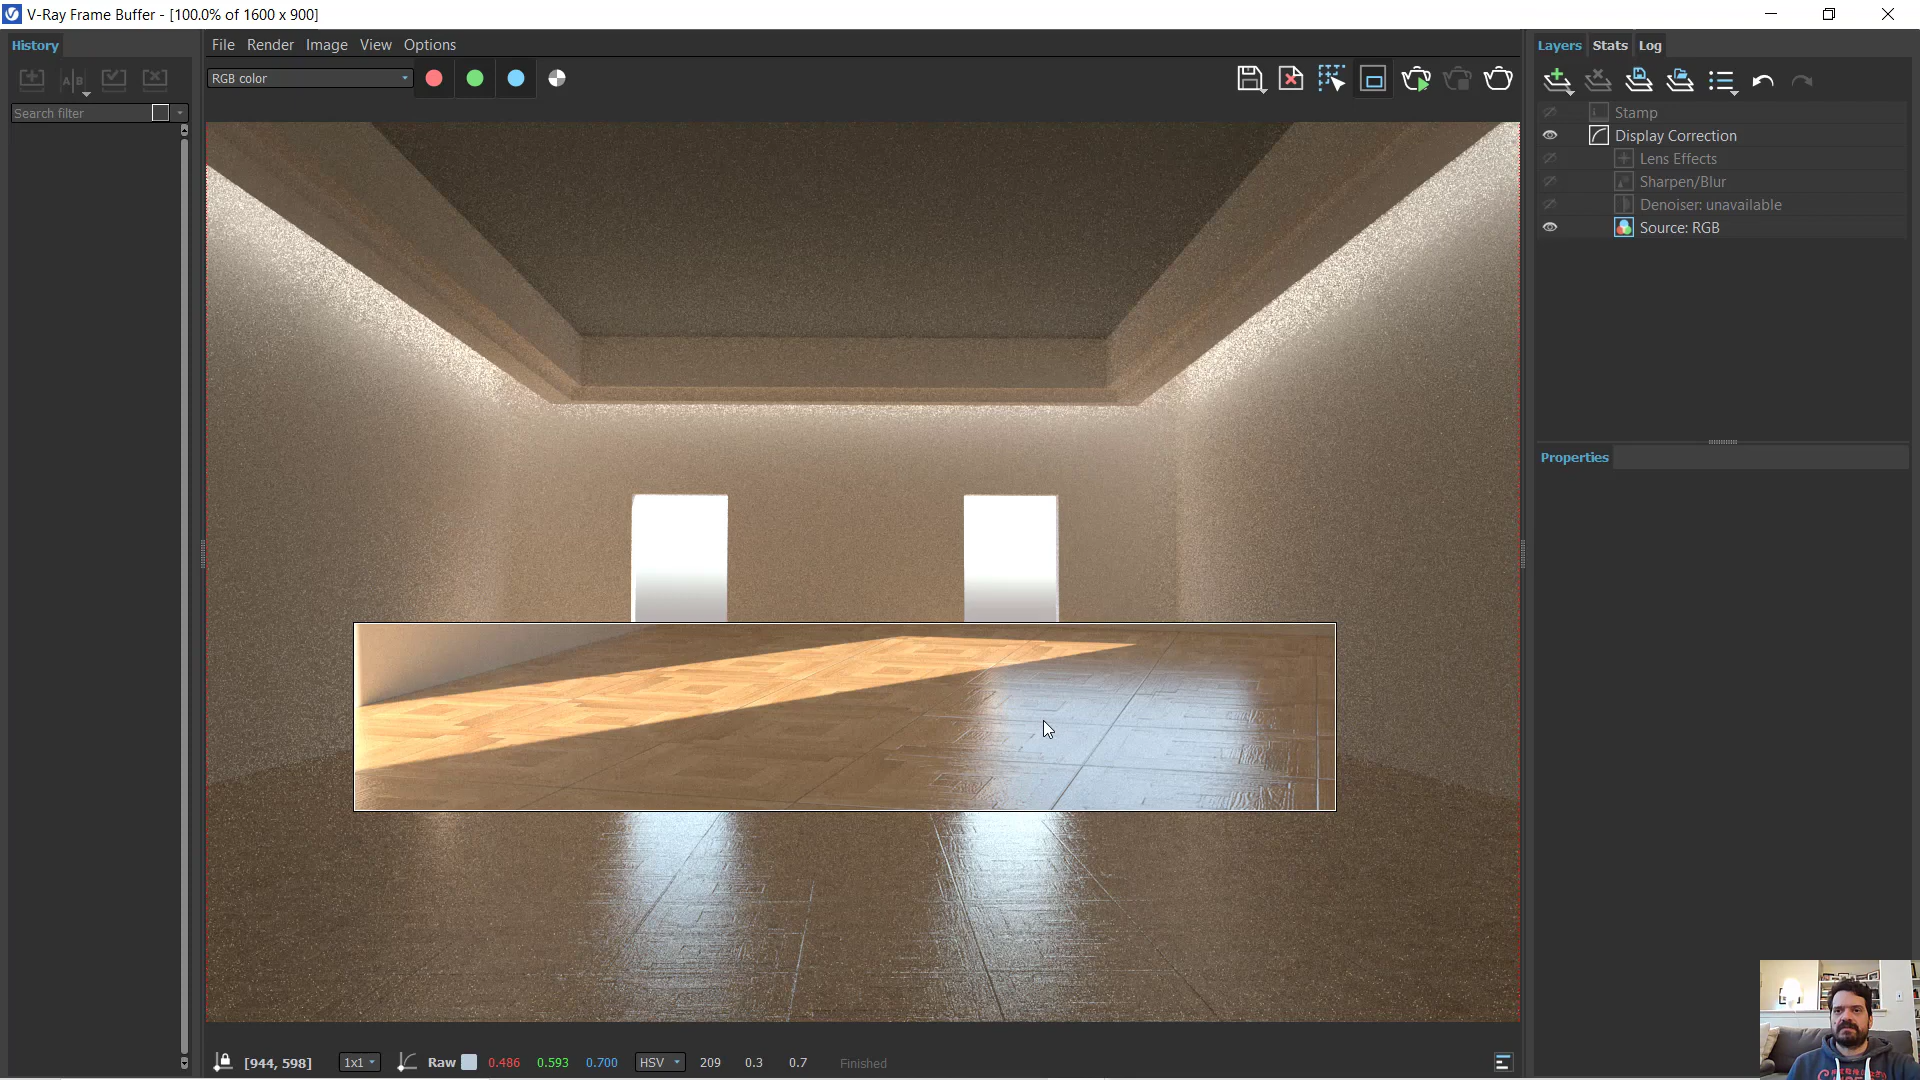 V-Ray Frame Buffer - [100.0% of 1600 x 900]
History
File Render Image View Options
Layers Stats Log
RGB color
A B
Search filter
Stamp
Display Correction
Lens Effects
Sharpen/Blur
Denoiser: unavailable
Source: RGB
Properties
[944, 598]
1x1
Raw
0.486 0.593 0.700
HSV
209 0.3 0.7
Finished